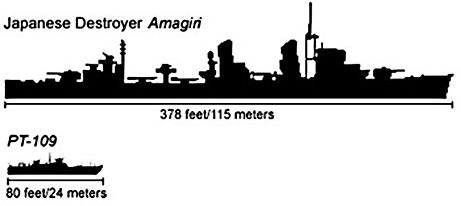 Japanese Destroyer Amagiri
378 feet/115 meters
PT-109
80 feet/24 meters